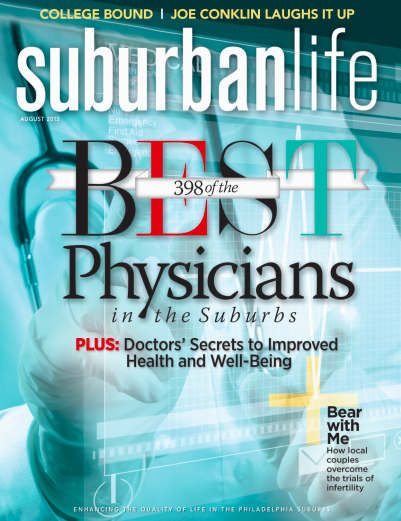 COLLEGE BOUND | JOE CONKLIN LAUGHS IT UP
suburbanlife
AUGUST 2013
Emergency
First Aid
BEST
398 of the
Physicians
in the Suburbs
PLUS: Doctors' Secrets to Improved
Health and Well-Being
Bear
with
Me
How local
couples
overcome
the trials of
infertility
ENHANCING THE QUALITY OF LIFE IN THE PHILADELPHIA SUBURBS